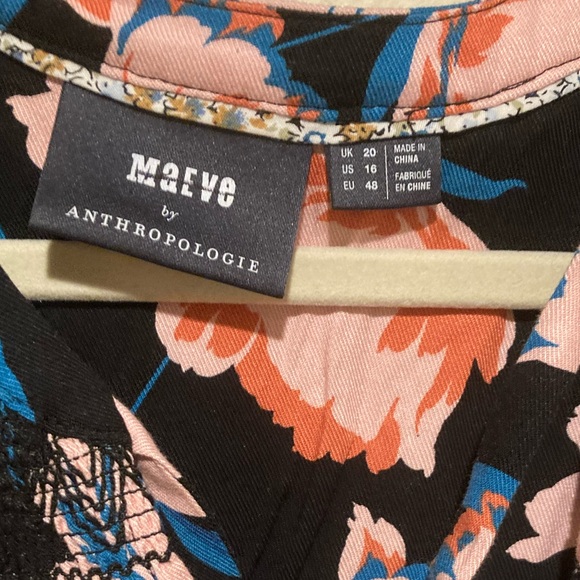 MaEve
by
ANTHROPOLOGIE
UK 20
US 16
EU 48
MADE IN
CHINA
FABRIQUÉ
EN CHINE